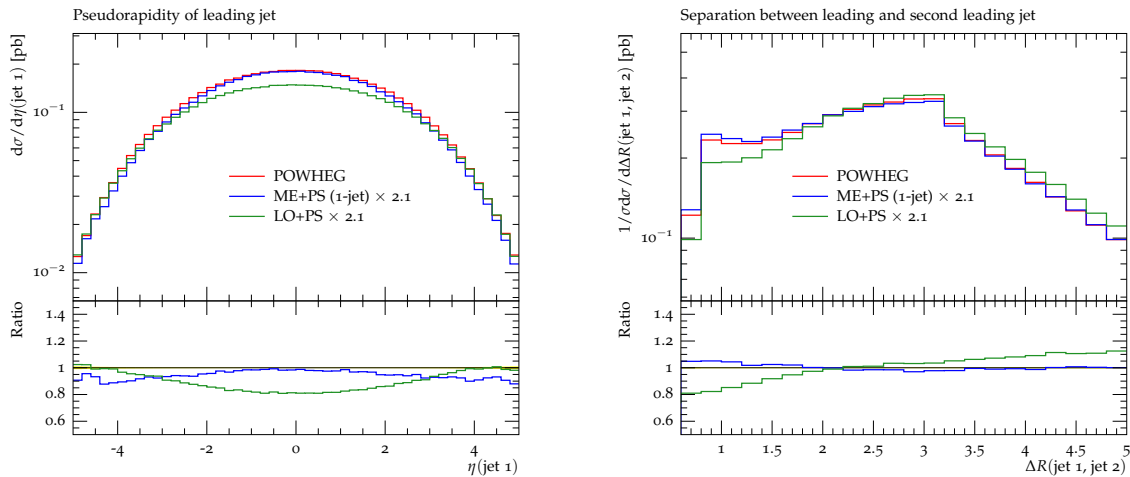 Pseudorapidity of leading jet
dσ/dη(jet 1) [pb]
10⁻¹
10⁻²
POWHEG
ME+PS (1-jet) × 2.1
LO+PS × 2.1
Ratio
1.4
1.2
1
0.8
0.6
-4 -2 0 2 4
η(jet 1)
Separation between leading and second leading jet
1/σdσ/dΔR(jet 1, jet 2) [pb]
10⁻¹
POWHEG
ME+PS (1-jet) × 2.1
LO+PS × 2.1
Ratio
1.4
1.2
1
0.8
0.6
1 1.5 2 2.5 3 3.5 4 4.5 5
ΔR(jet 1, jet 2)